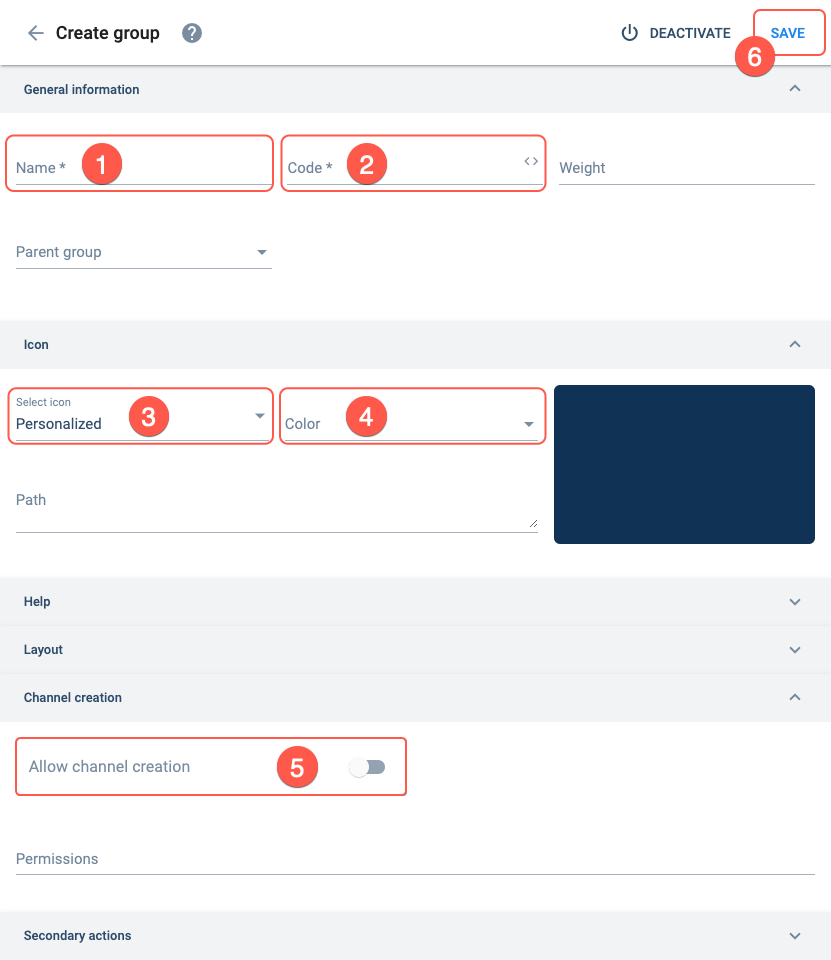 Create group ? DEACTIVATE SAVE
6
General information
Name * 1 Code * 2 <> Weight
Parent group
Icon
Select icon
Personalized 3 Color 4
Path
Help
Layout
Channel creation
Allow channel creation 5
Permissions
Secondary actions